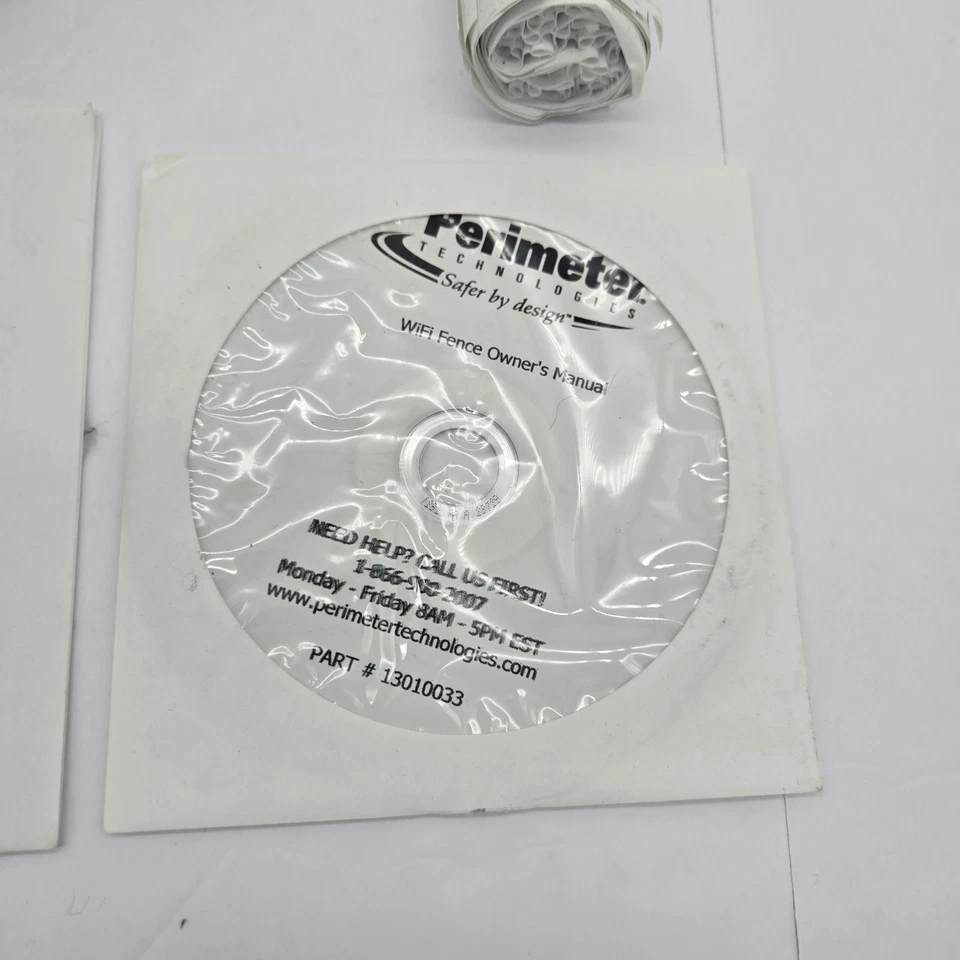 Perimeter
TECHNOLOGIES
Safer by design™
WiFi Fence Owner's Manual
NEED HELP? CALL US FIRST!
Monday - Friday 8AM - 5PM EST
www.perimetertechnologies.com
PART # 13010033